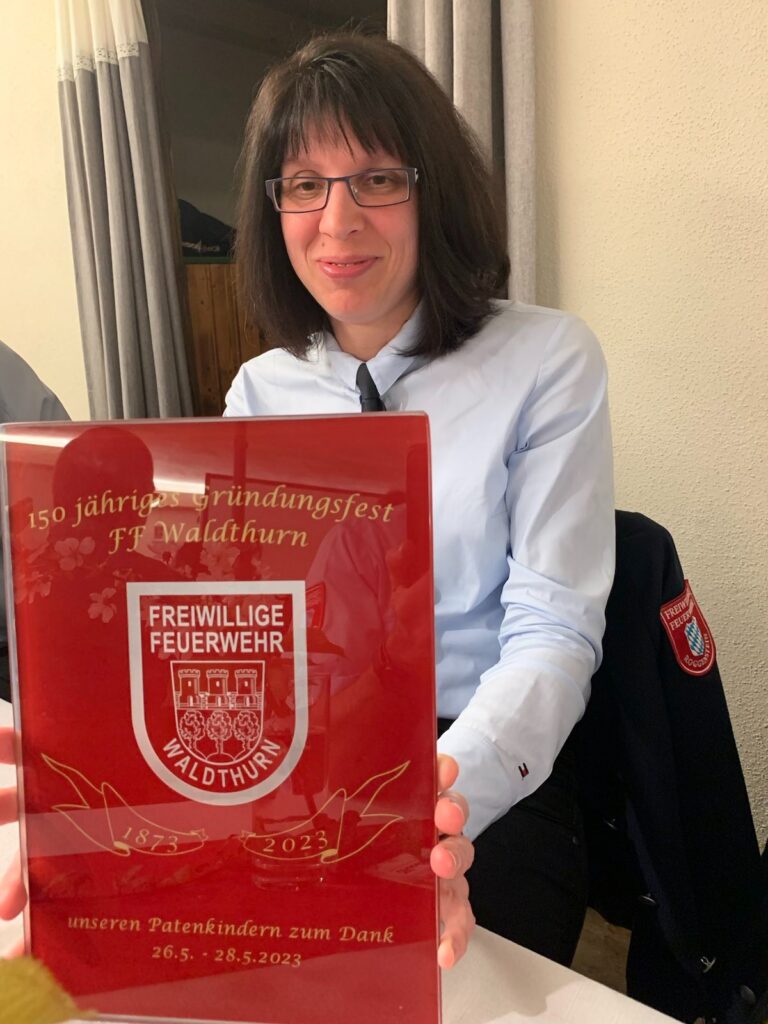 150 jähriges Gründungsfest
FF Waldthurn
FREIWILLIGE
FEUERWEHR
WALDTHURN
1873
2023
unseren Patenkindern zum Dank
26.5. - 28.5.2023
ROGGENSTEIN